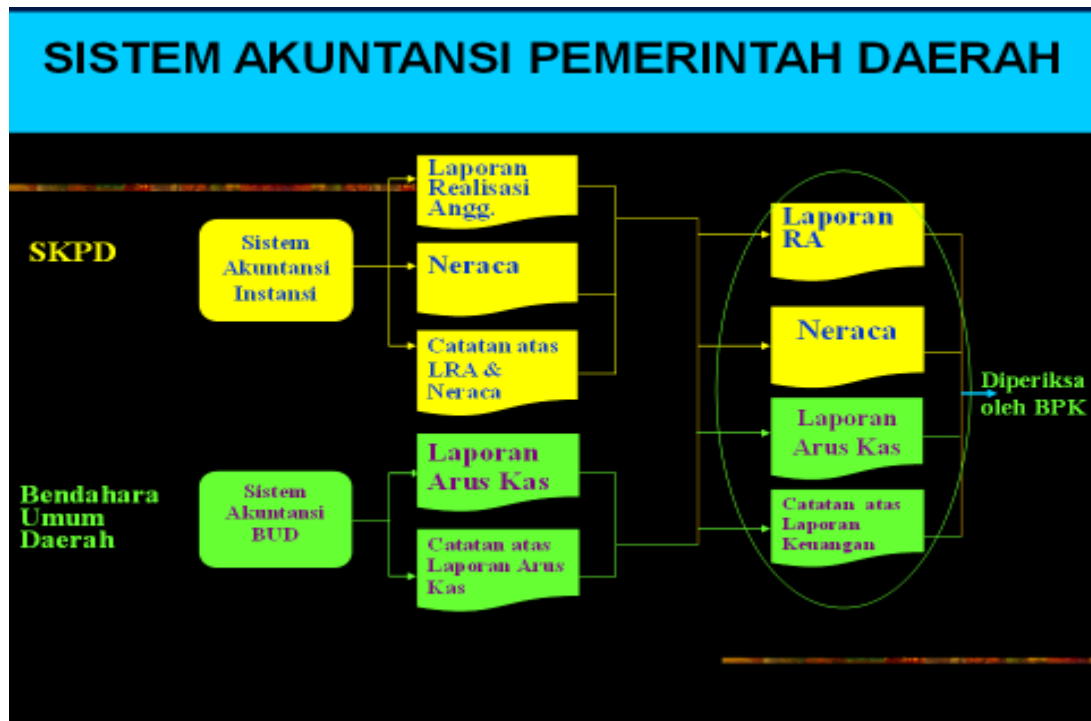 SISTEM AKUNTANSI PEMERINTAH DAERAH
SKPD
Sistem
Akuntansi
Instansi
Laporan
Realisasi
Angg.
Neraca
Catatan atas
LRA &
Neraca
Bendahara
Umum
Daerah
Sistem
Akuntansi
BUD
Laporan
Arus Kas
Catatan atas
Laporan Arus
Kas
Laporan
RA
Neraca
Laporan
Arus Kas
Catatan atas
Laporan
Keuangan
Diperiksa
oleh BPK